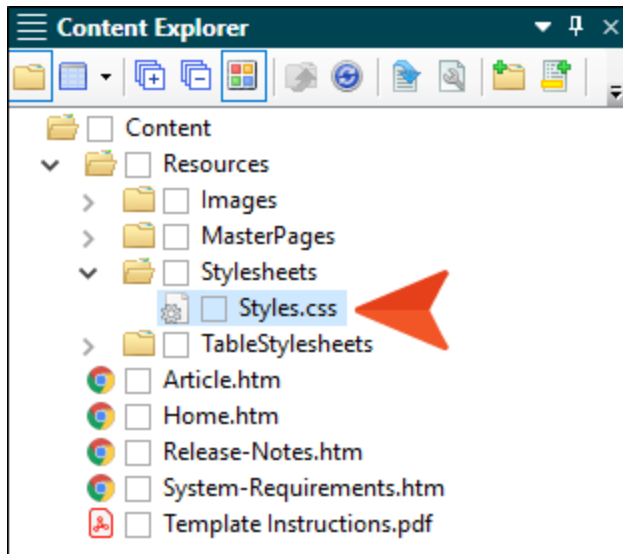 Content Explorer
Content
Resources
Images
MasterPages
Stylesheets
Styles.css
TableStylesheets
Article.htm
Home.htm
Release-Notes.htm
System-Requirements.htm
Template Instructions.pdf